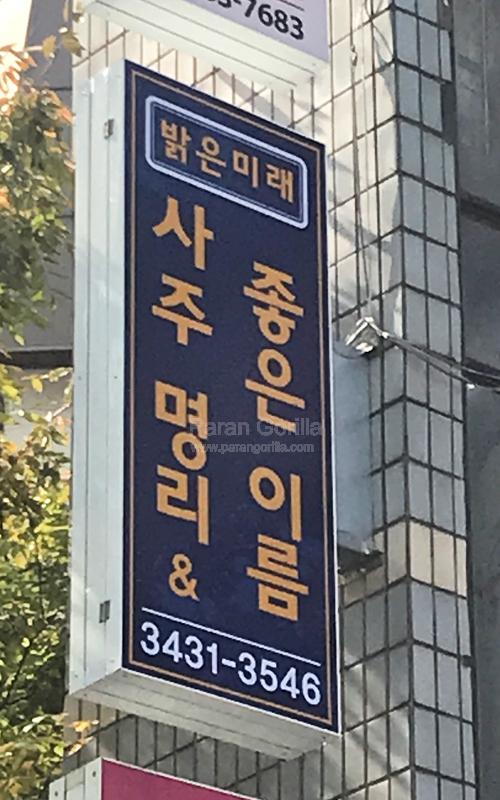 3-7683
밝은미래
사주 명리 &
좋은 이름
3431-3546
Paran Gorilla
www.parangorilla.com